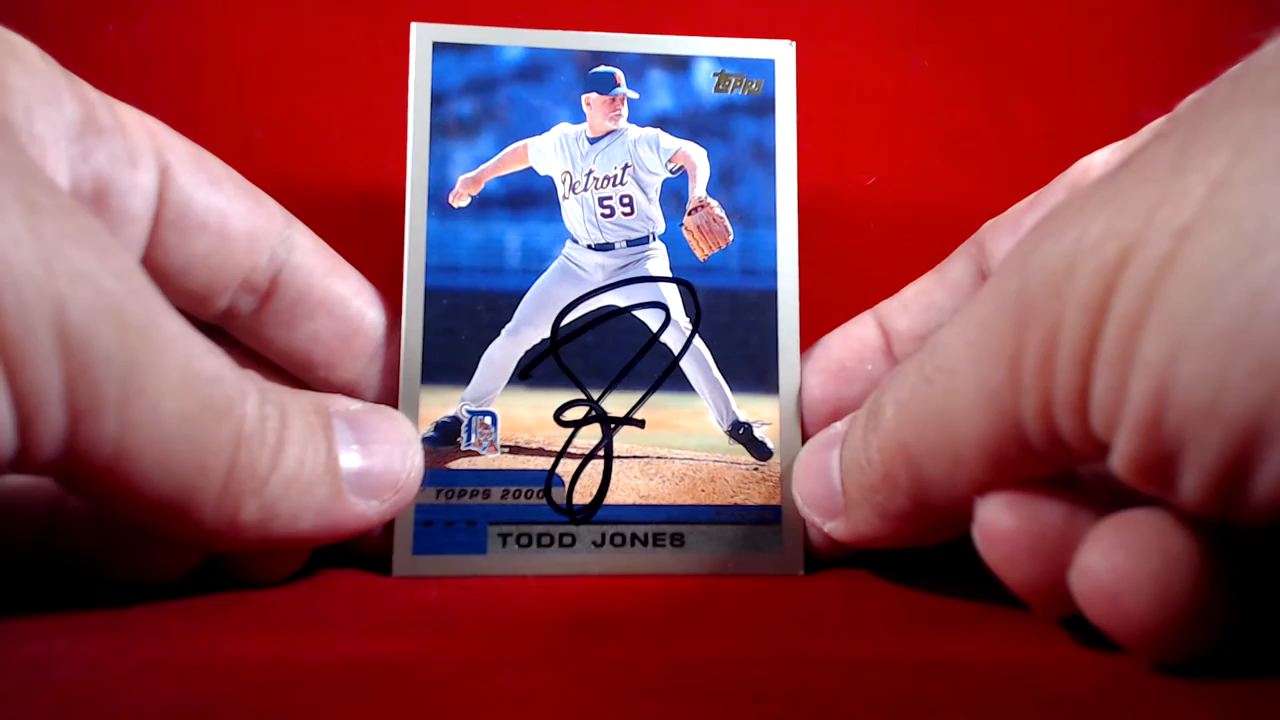 Topps
Detroit
59
D
TOPPS 2000
TODD JONES